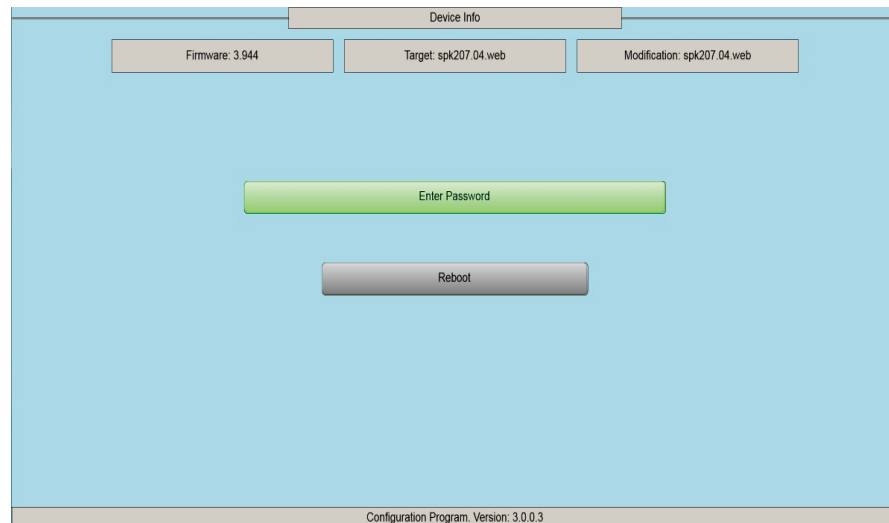 Device Info
Firmware: 3.944
Target: spk207.04.web
Modification: spk207.04.web
Enter Password
Reboot
Configuration Program. Version: 3.0.0.3